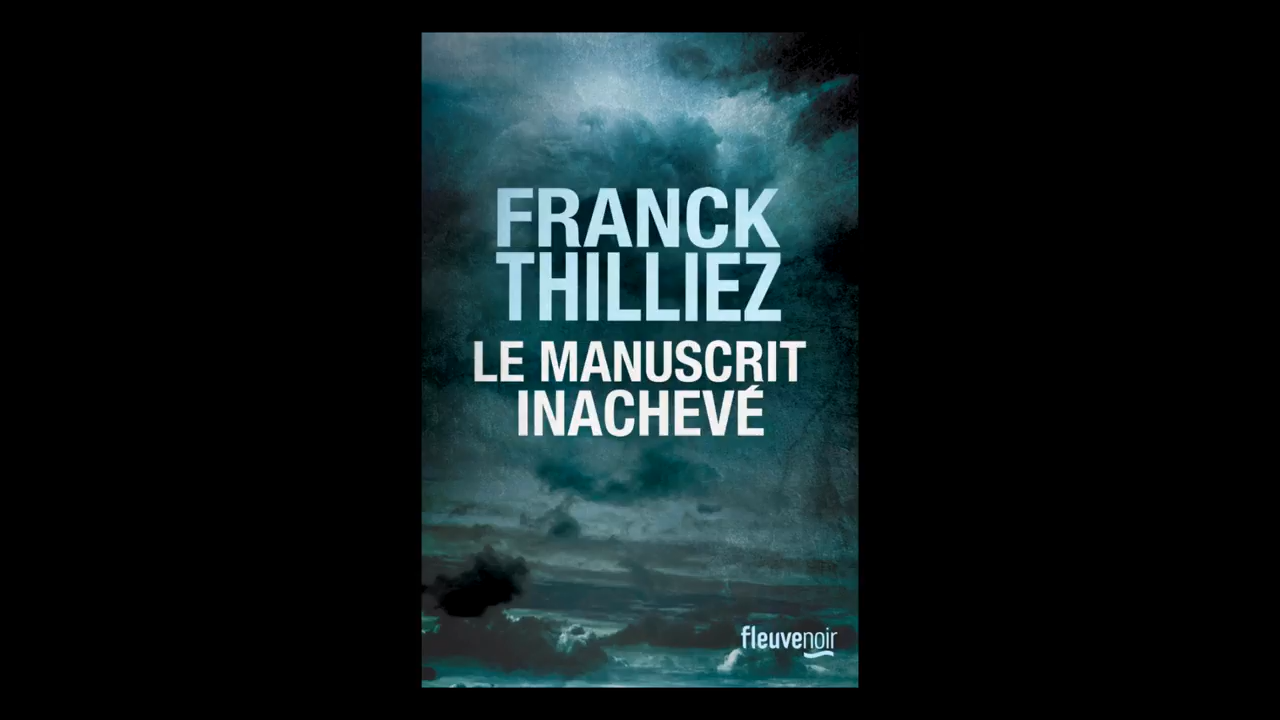 FRANCK
THILLIEZ
LE MANUSCRIT
INACHEVÉ
fleuvenoir